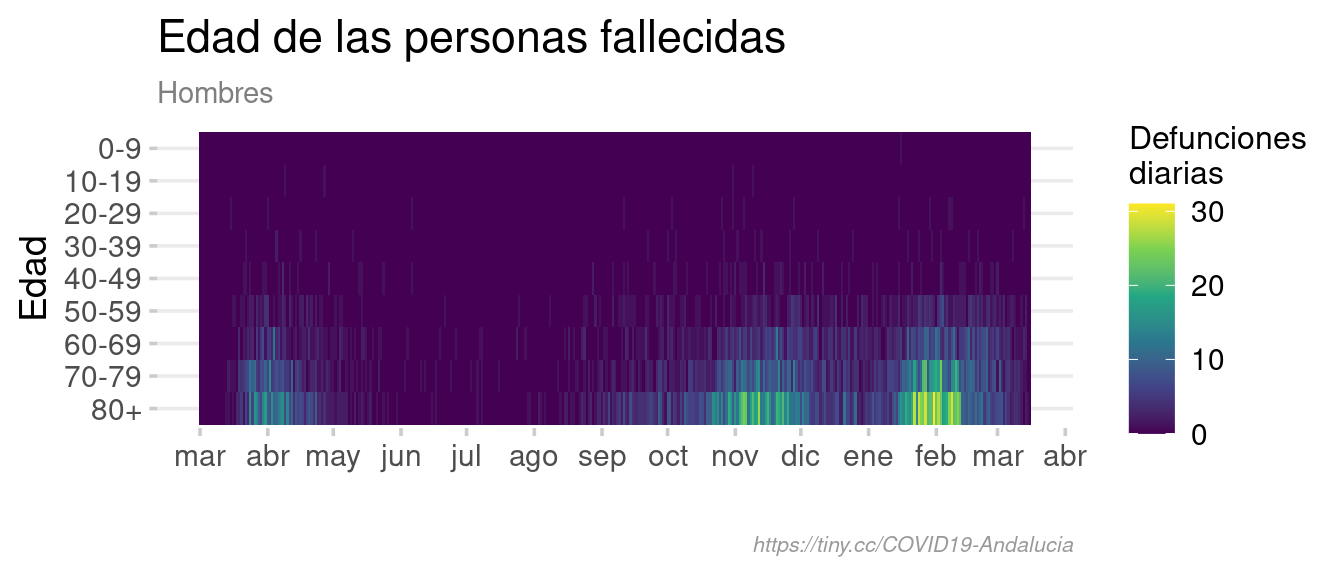 Edad de las personas fallecidas
Hombres
Edad
0-9
10-19
20-29
30-39
40-49
50-59
60-69
70-79
80+
mar abr may jun jul ago sep oct nov dic ene feb mar abr
Defunciones
diarias
30
20
10
0
https://tiny.cc/COVID19-Andalucia